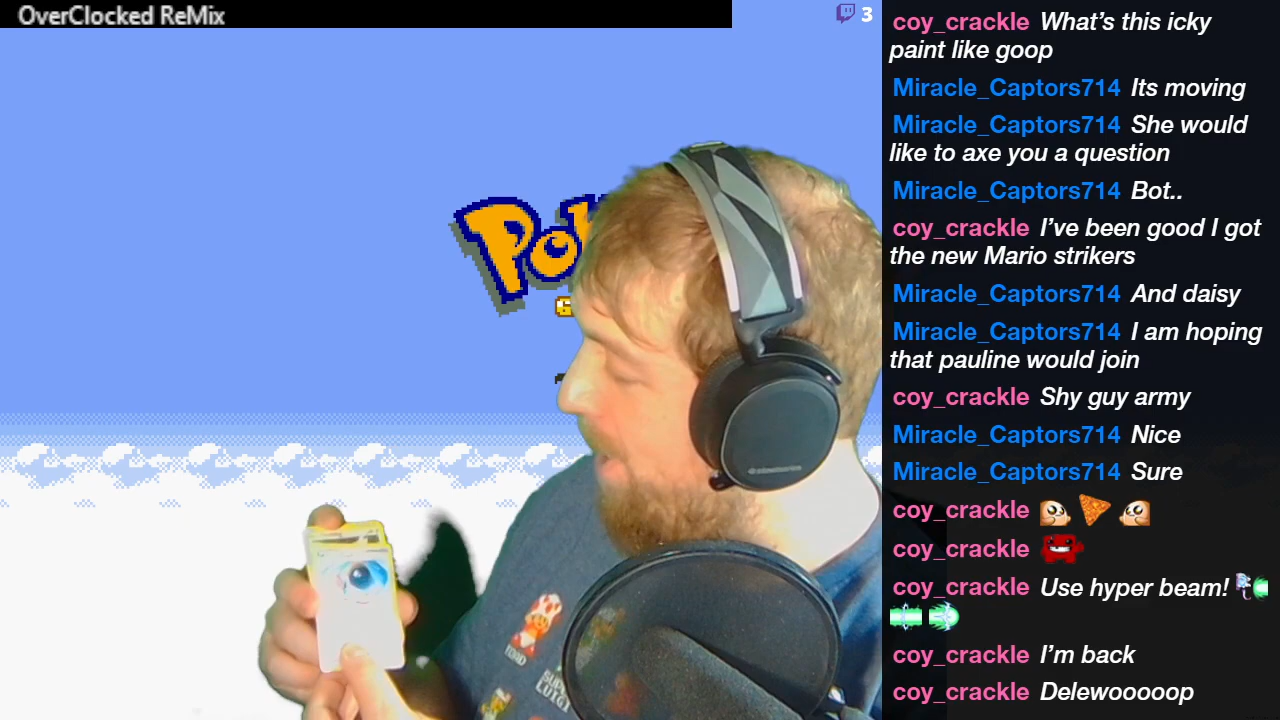 OverClocked ReMix
3
coy_crackle What's this icky
paint like goop
Miracle_Captors714 Its moving
Miracle_Captors714 She would
like to axe you a question
Miracle_Captors714 Bot..
coy_crackle I've been good I got
the new Mario strikers
Miracle_Captors714 And daisy
Miracle_Captors714 I am hoping
that pauline would join
coy_crackle Shy guy army
Miracle_Captors714 Nice
Miracle_Captors714 Sure
coy_crackle
coy_crackle
coy_crackle Use hyper beam!
coy_crackle I'm back
coy_crackle Delewooooop
Pok
G
TOAD
LUIGI